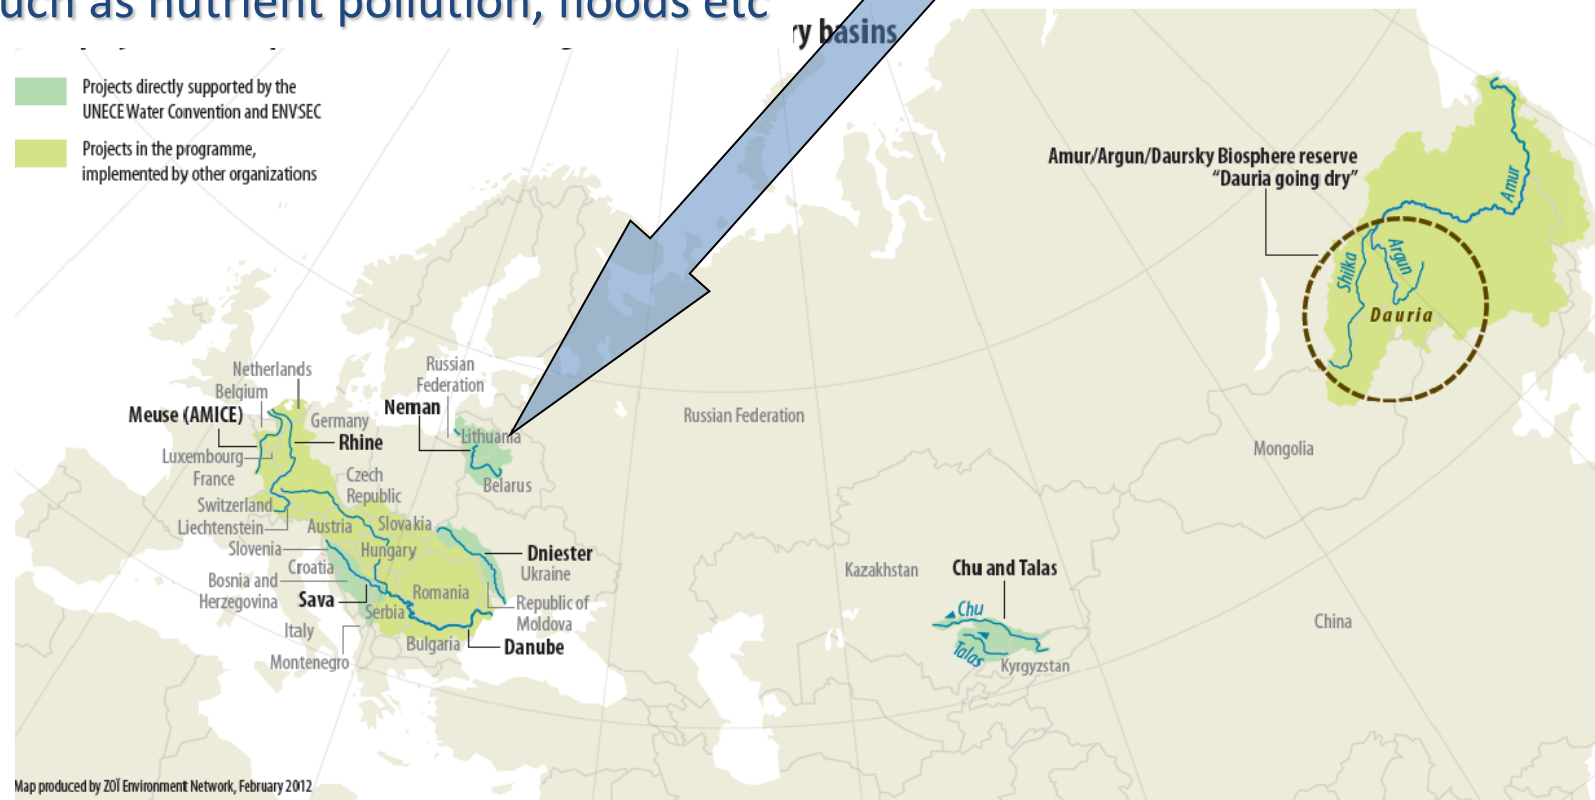 uch as nutrient pollution, floods etc
ry basins
Projects directly supported by the
UNECE Water Convention and ENVSEC
Projects in the programme,
implemented by other organizations
Amur/Argun/Daursky Biosphere reserve
"Dauria going dry"
Amur
Shilka
Argun
Dauria
Netherlands
Belgium
Meuse (AMICE)
Germany
Rhine
Luxembourg
France
Czech
Republic
Switzerland
Liechtenstein
Austria
Slovakia
Slovenia
Hungary
Croatia
Bosnia and
Herzegovina
Sava
Serbia
Romania
Italy
Montenegro
Bulgaria
Danube
Russian
Federation
Neman
Lithuania
Belarus
Dniester
Ukraine
Republic of
Moldova
Russian Federation
Mongolia
Kazakhstan
Chu and Talas
Chu
Talas
Kyrgyzstan
China
Map produced by ZOÏ Environment Network, February 2012